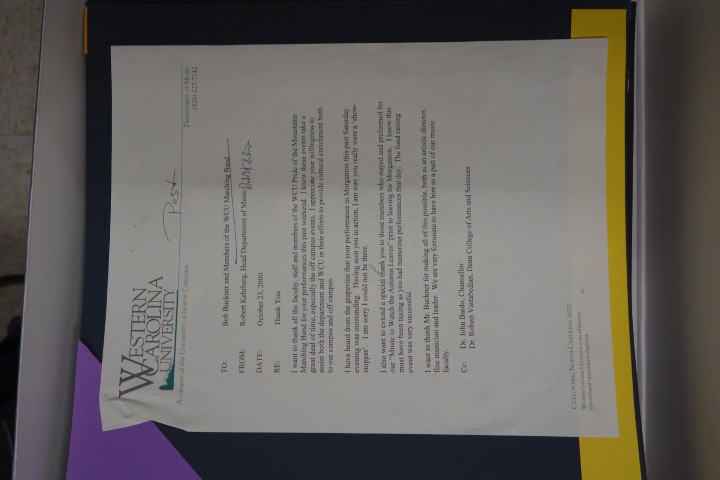 WESTERN
CAROLINA
UNIVERSITY
A campus of the UNIVERSITY OF NORTH CAROLINA
DEPARTMENT OF MUSIC
(828) 227-7242
Post
TO: Bob Buckner and Members of the WCU Marching Band
FROM: Robert Kehrberg, Head Department of Music
DATE: October 23, 2000
RE: Thank You
I want to thank all the faculty, staff and members of the WCU Pride of the Mountains
Marching Band for your performances this past weekend. I know these events take a
great deal of time, especially the off campus events. I appreciate your willingness to
assist both the department and WCU in their efforts to provide cultural enrichment both
to our campus and off campus.
I have heard from the grapevine that your performance in Morganton this past Saturday
evening was outstanding. Having seen you in action, I am sure you really were a 'show-
stopper'. I am sorry I could not be there.
I also want to extend a special thank you to those members who stayed and preformed for
our "Music to Watch the Autumn Leaves" prior to leaving for Morganton. I know this
must have been taxing as you had numerous performances that day. The fund raising
event was very successful.
I want to thank Mr. Buckner for making all of this possible, both as an artistic director,
fine musician and leader. We are very fortunate to have him as a part of our music
faculty.
Cc: Dr. John Bardo, Chancellor
Dr. Robert Vartabedian, Dean College of Arts and Sciences
CULLOWHEE, NORTH CAROLINA 28723
Western Carolina University is an affirmative
action/equal opportunity institution